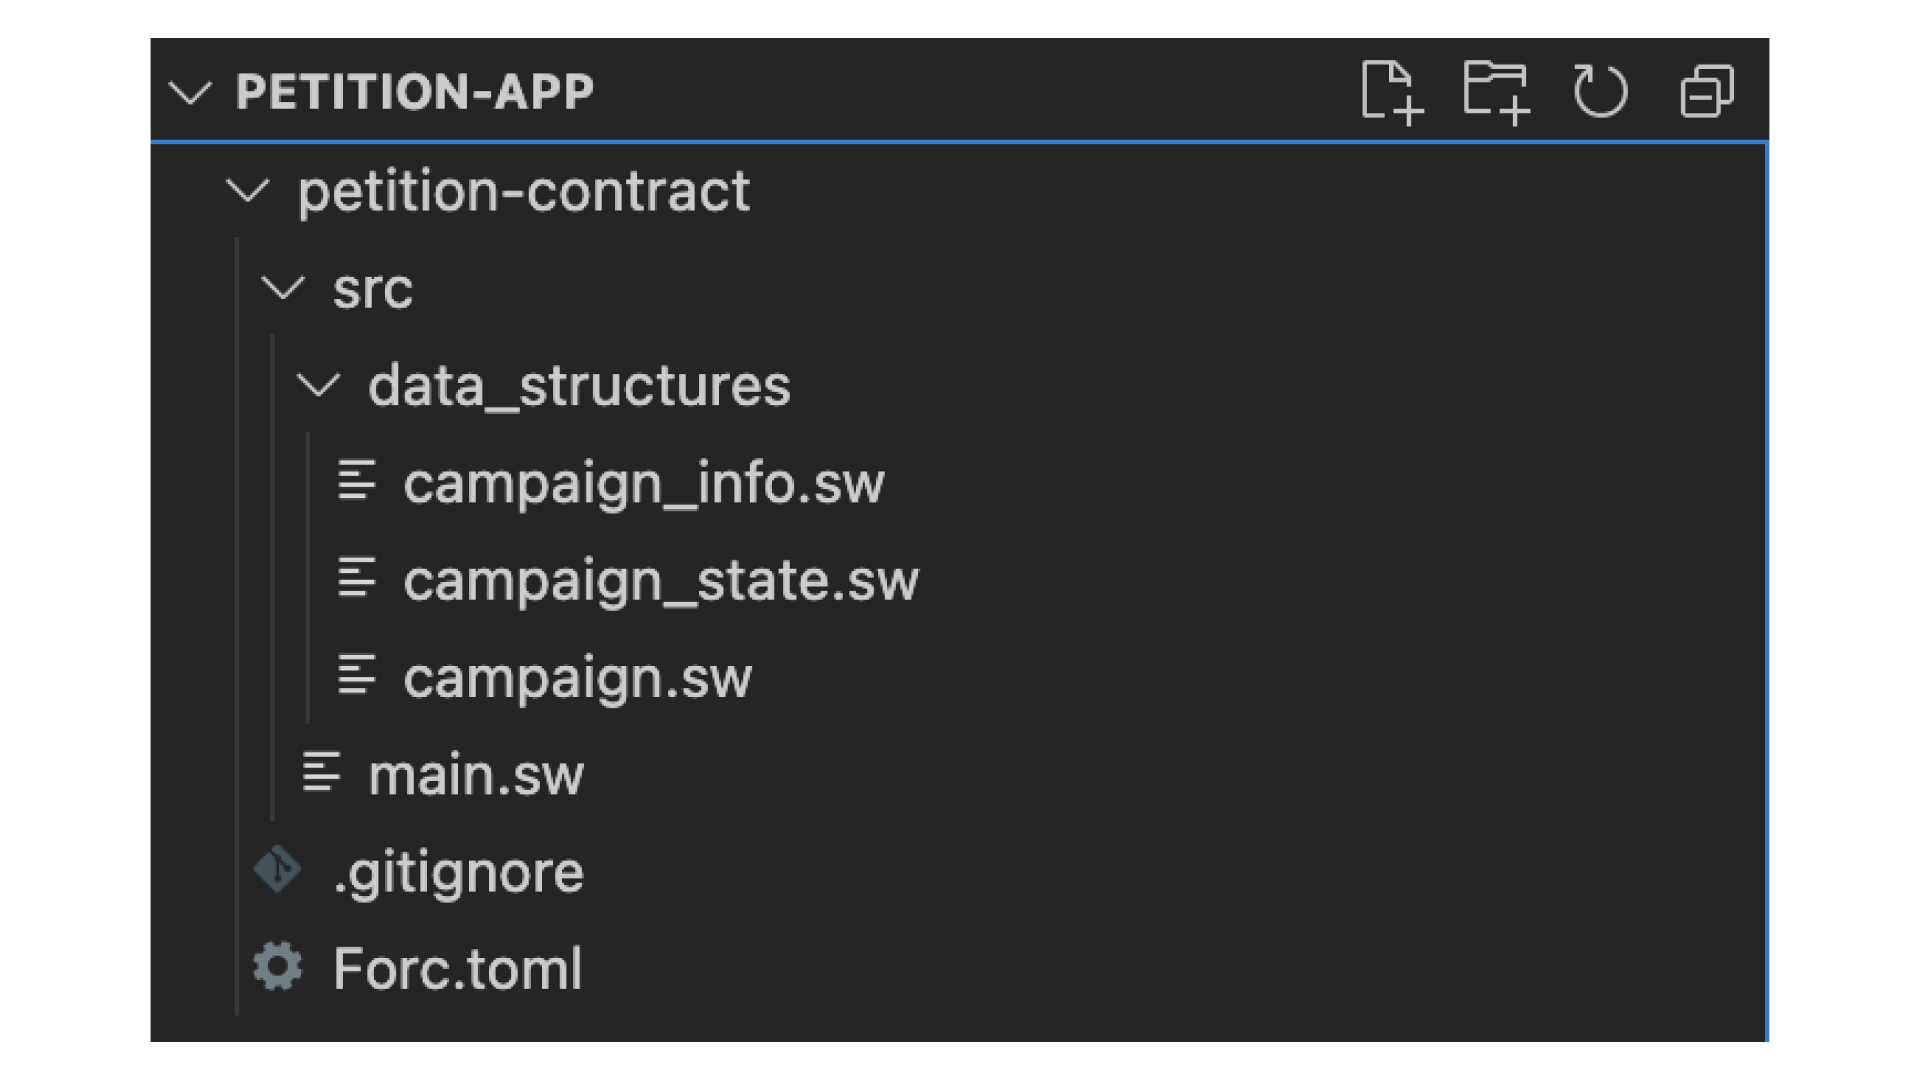 PETITION-APP
petition-contract
src
data_structures
campaign_info.sw
campaign_state.sw
campaign.sw
main.sw
.gitignore
Forc.toml